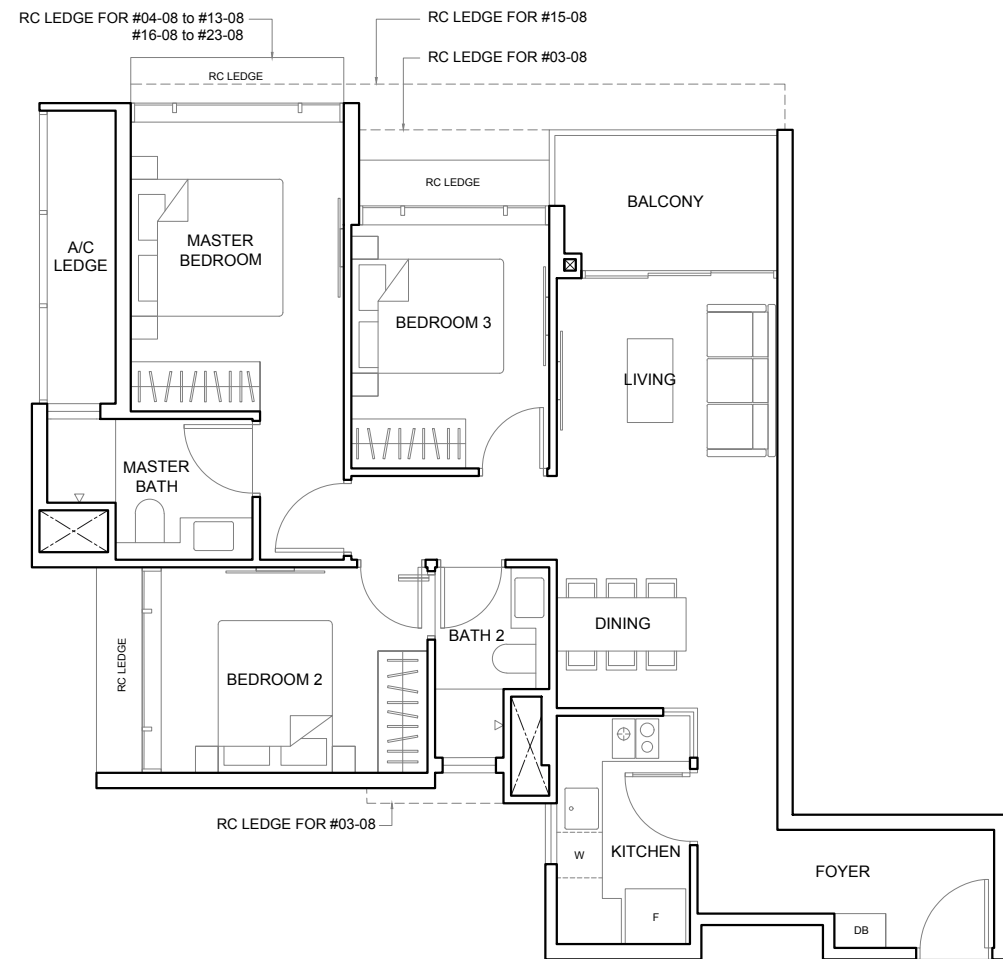 RC LEDGE FOR #04-08 to #13-08
#16-08 to #23-08
RC LEDGE FOR #15-08
RC LEDGE FOR #03-08
RC LEDGE
RC LEDGE
BALCONY
A/C
LEDGE
MASTER
BEDROOM
BEDROOM 3
LIVING
MASTER
BATH
DINING
BATH 2
RC LEDGE
BEDROOM 2
RC LEDGE FOR #03-08
W
KITCHEN
FOYER
F
DB